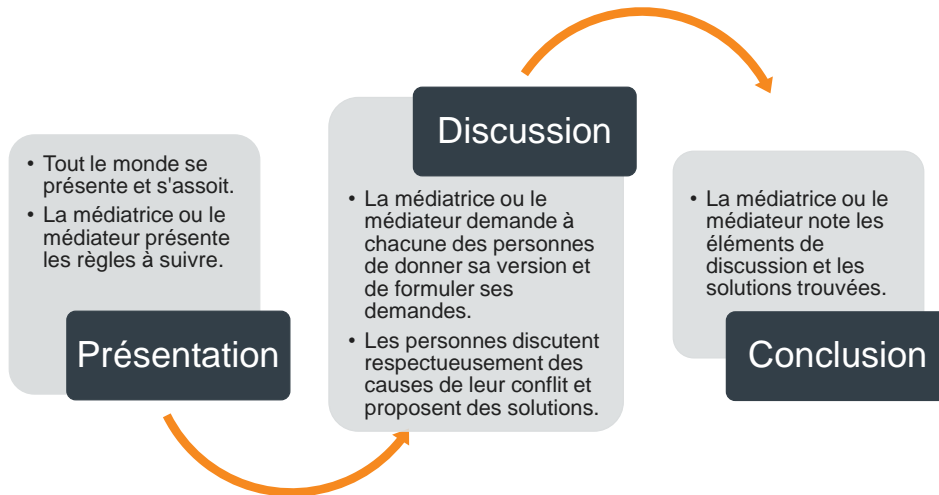 • Tout le monde se
présente et s'assoit.
• La médiatrice ou le
médiateur présente
les règles à suivre.
Présentation
Discussion
• La médiatrice ou le
médiateur demande à
chacune des personnes
de donner sa version et
de formuler ses
demandes.
• Les personnes discutent
respectueusement des
causes de leur conflit et
proposent des solutions.
• La médiatrice ou le
médiateur note les
éléments de
discussion et les
solutions trouvées.
Conclusion